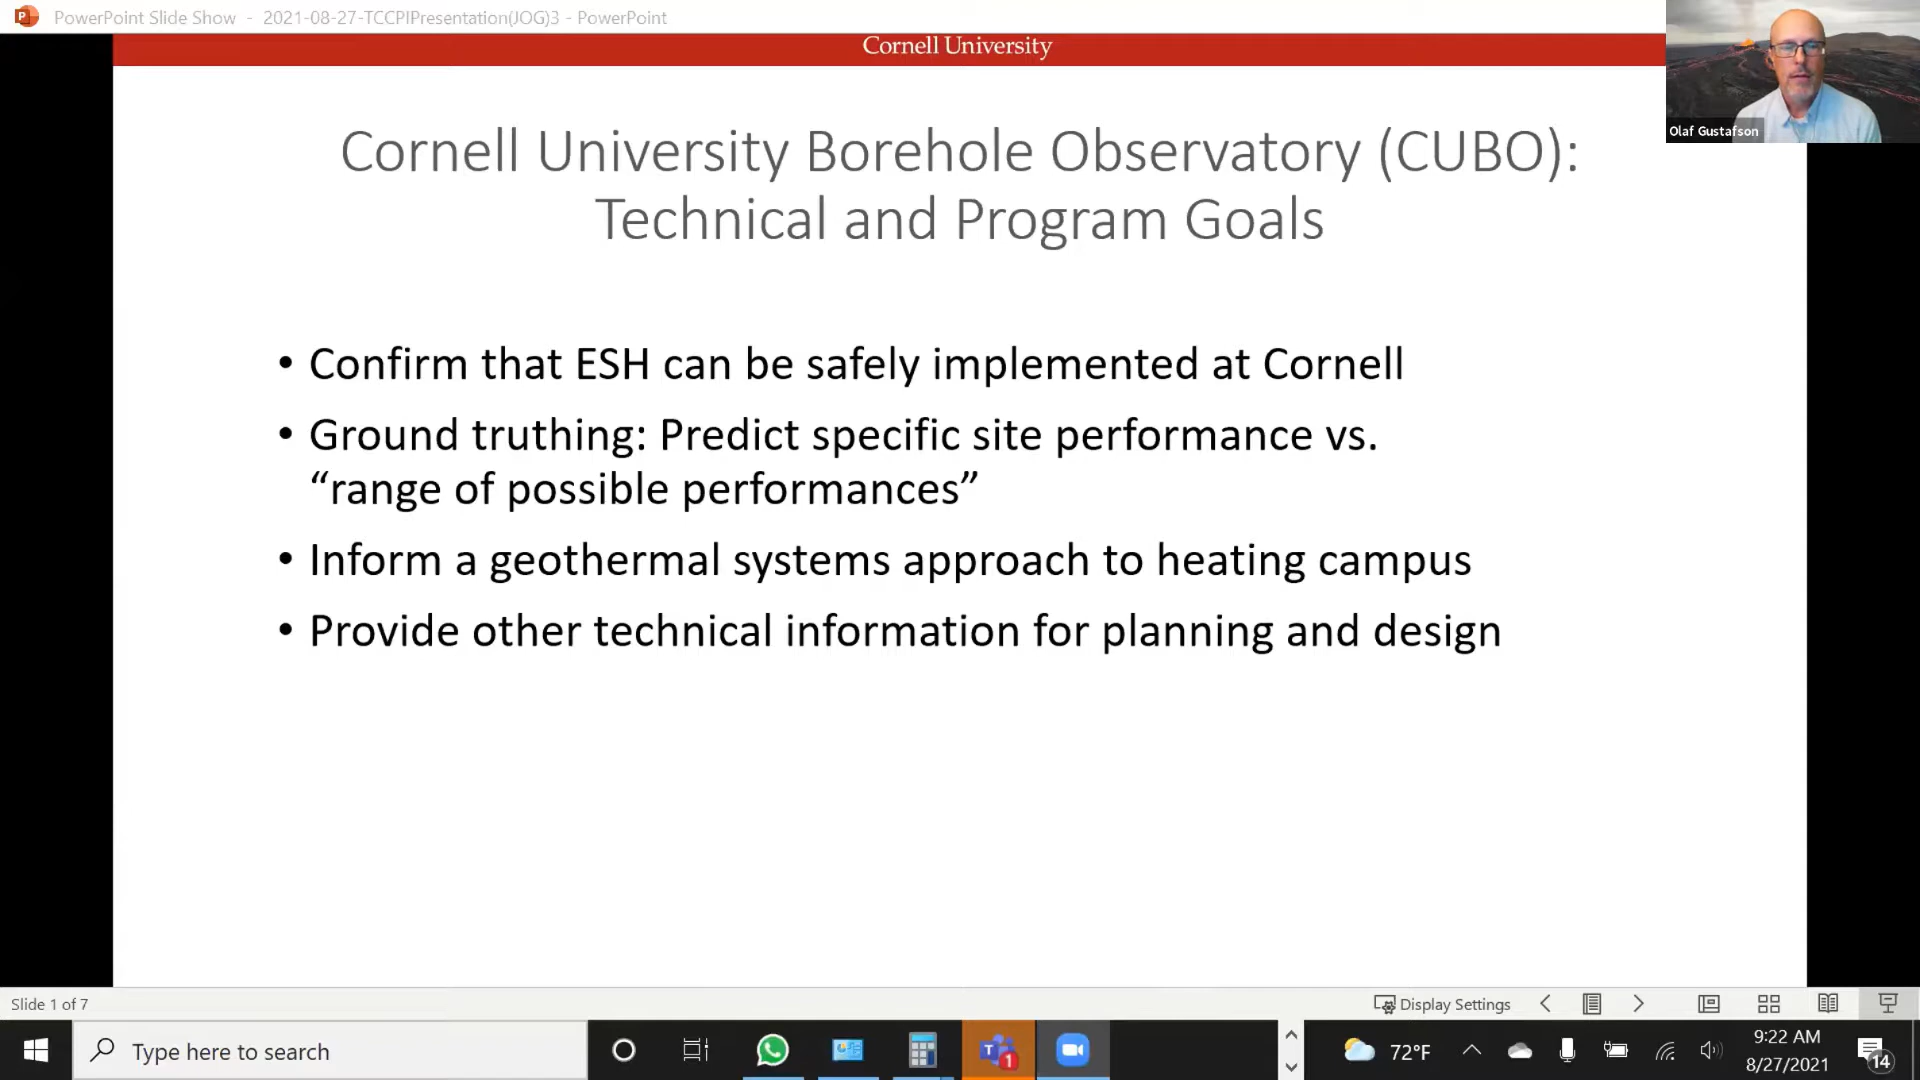 PowerPoint Slide Show - 2021-08-27-TCCPIPresentation(JOG)3 - PowerPoint
Cornell University
Olaf Gustafson
Cornell University Borehole Observatory (CUBO):
Technical and Program Goals
• Confirm that ESH can be safely implemented at Cornell
• Ground truthing: Predict specific site performance vs.
“range of possible performances”
• Inform a geothermal systems approach to heating campus
• Provide other technical information for planning and design
Slide 1 of 7
Display Settings
Type here to search
1
72°F
9:22 AM
8/27/2021
14